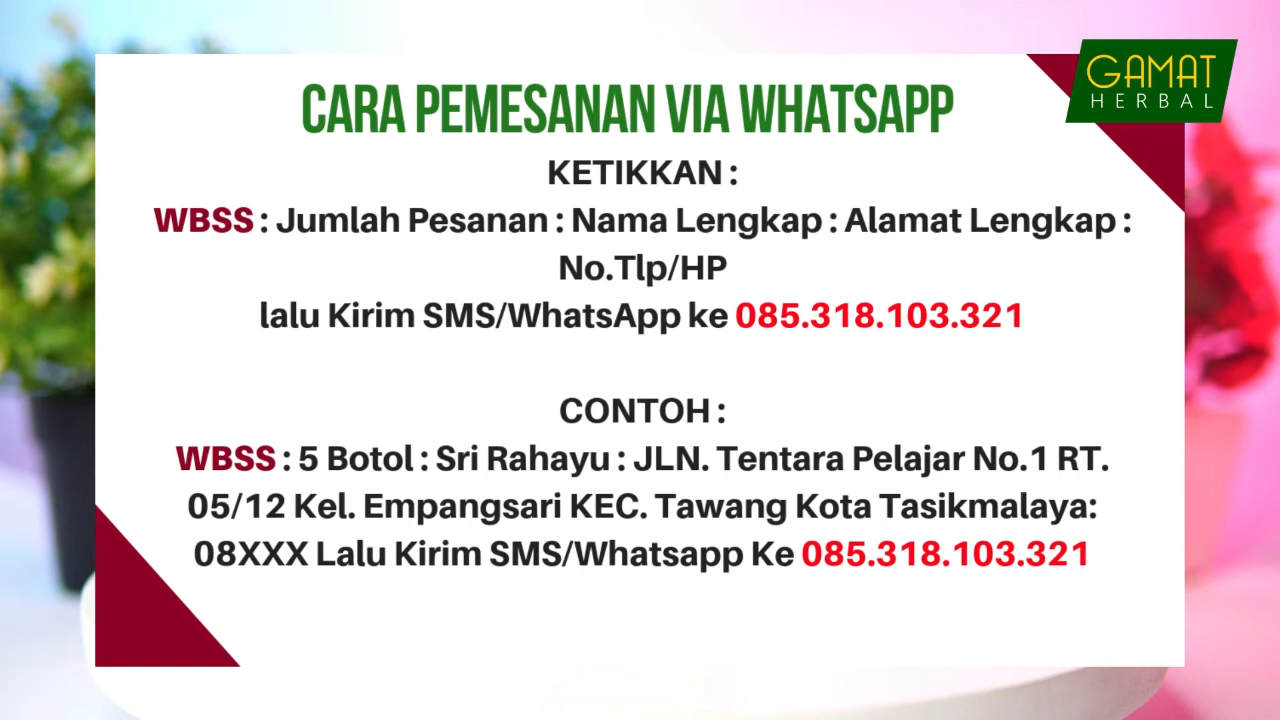 GAMAT
HERBAL
CARA PEMESANAN VIA WHATSAPP
KETIKKAN :
WBSS : Jumlah Pesanan : Nama Lengkap : Alamat Lengkap :
No.Tlp/HP
lalu Kirim SMS/WhatsApp ke 085.318.103.321
CONTOH :
WBSS : 5 Botol : Sri Rahayu : JLN. Tentara Pelajar No.1 RT.
05/12 Kel. Empangsari KEC. Tawang Kota Tasikmalaya:
08XXX Lalu Kirim SMS/Whatsapp Ke 085.318.103.321